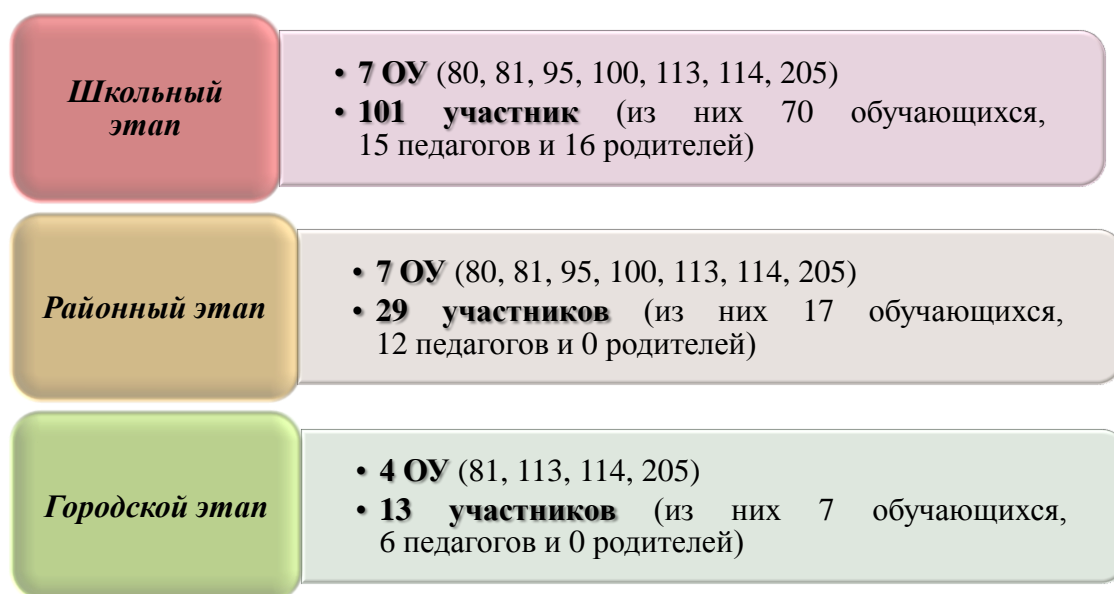 Школьный
этап
• 7 ОУ (80, 81, 95, 100, 113, 114, 205)
• 101 участник (из них 70 обучающихся,
15 педагогов и 16 родителей)
Районный этап
• 7 ОУ (80, 81, 95, 100, 113, 114, 205)
• 29 участников (из них 17 обучающихся,
12 педагогов и 0 родителей)
Городской этап
• 4 ОУ (81, 113, 114, 205)
• 13 участников (из них 7 обучающихся,
6 педагогов и 0 родителей)